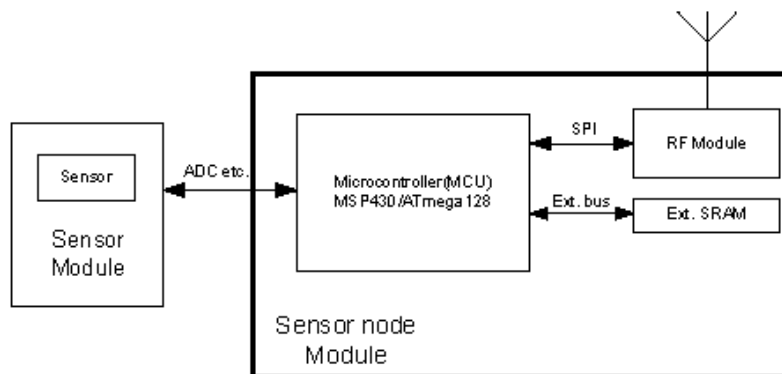 Sensor
Sensor
Module
ADC etc.
Microcontroller(MCU)
MSP430/ATmega128
SPI
RF Module
Ext. bus
Ext. SRAM
Sensor node
Module